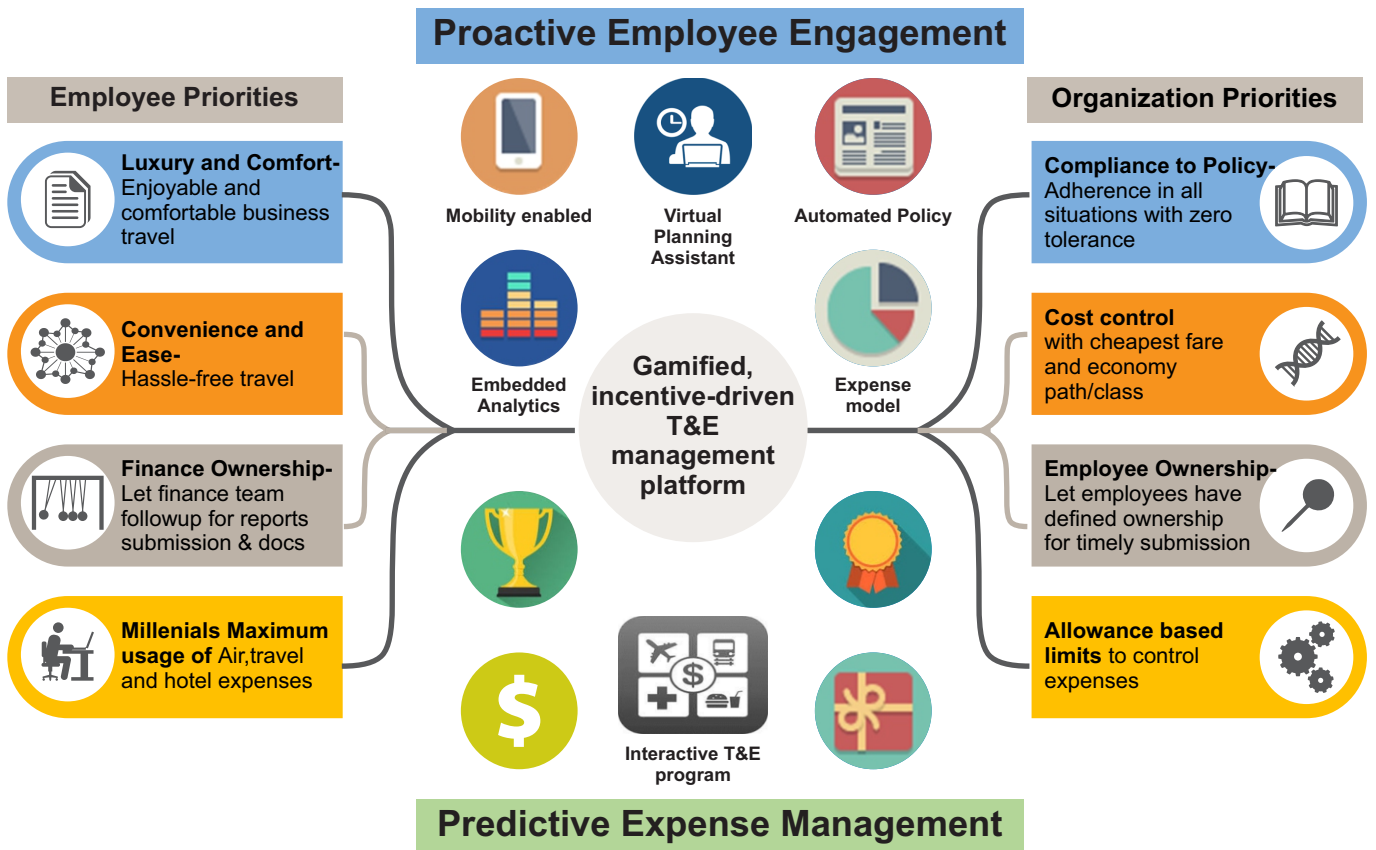 Proactive Employee Engagement
Employee Priorities
Luxury and Comfort-
Enjoyable and
comfortable business
travel
Convenience and
Ease-
Hassle-free travel
Finance Ownership-
Let finance team
followup for reports
submission & docs
Millenials Maximum
usage of Air,travel
and hotel expenses
Mobility enabled
Virtual
Planning
Assistant
Automated Policy
Embedded
Analytics
Expense
model
Gamified,
incentive-driven
T&E
management
platform
$
$
Interactive T&E
program
Organization Priorities
Compliance to Policy-
Adherence in all
situations with zero
tolerance
Cost control
with cheapest fare
and economy
path/class
Employee Ownership-
Let employees have
defined ownership
for timely submission
Allowance based
limits to control
expenses
Predictive Expense Management